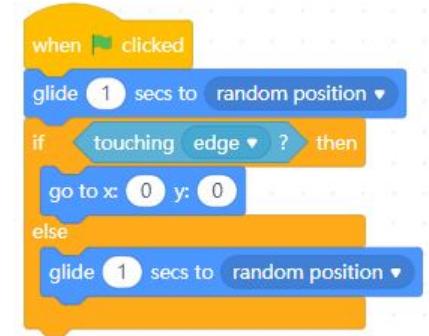 when clicked
glide 1 secs to random position
if touching edge ? then
go to x: 0 y: 0
else
glide 1 secs to random position